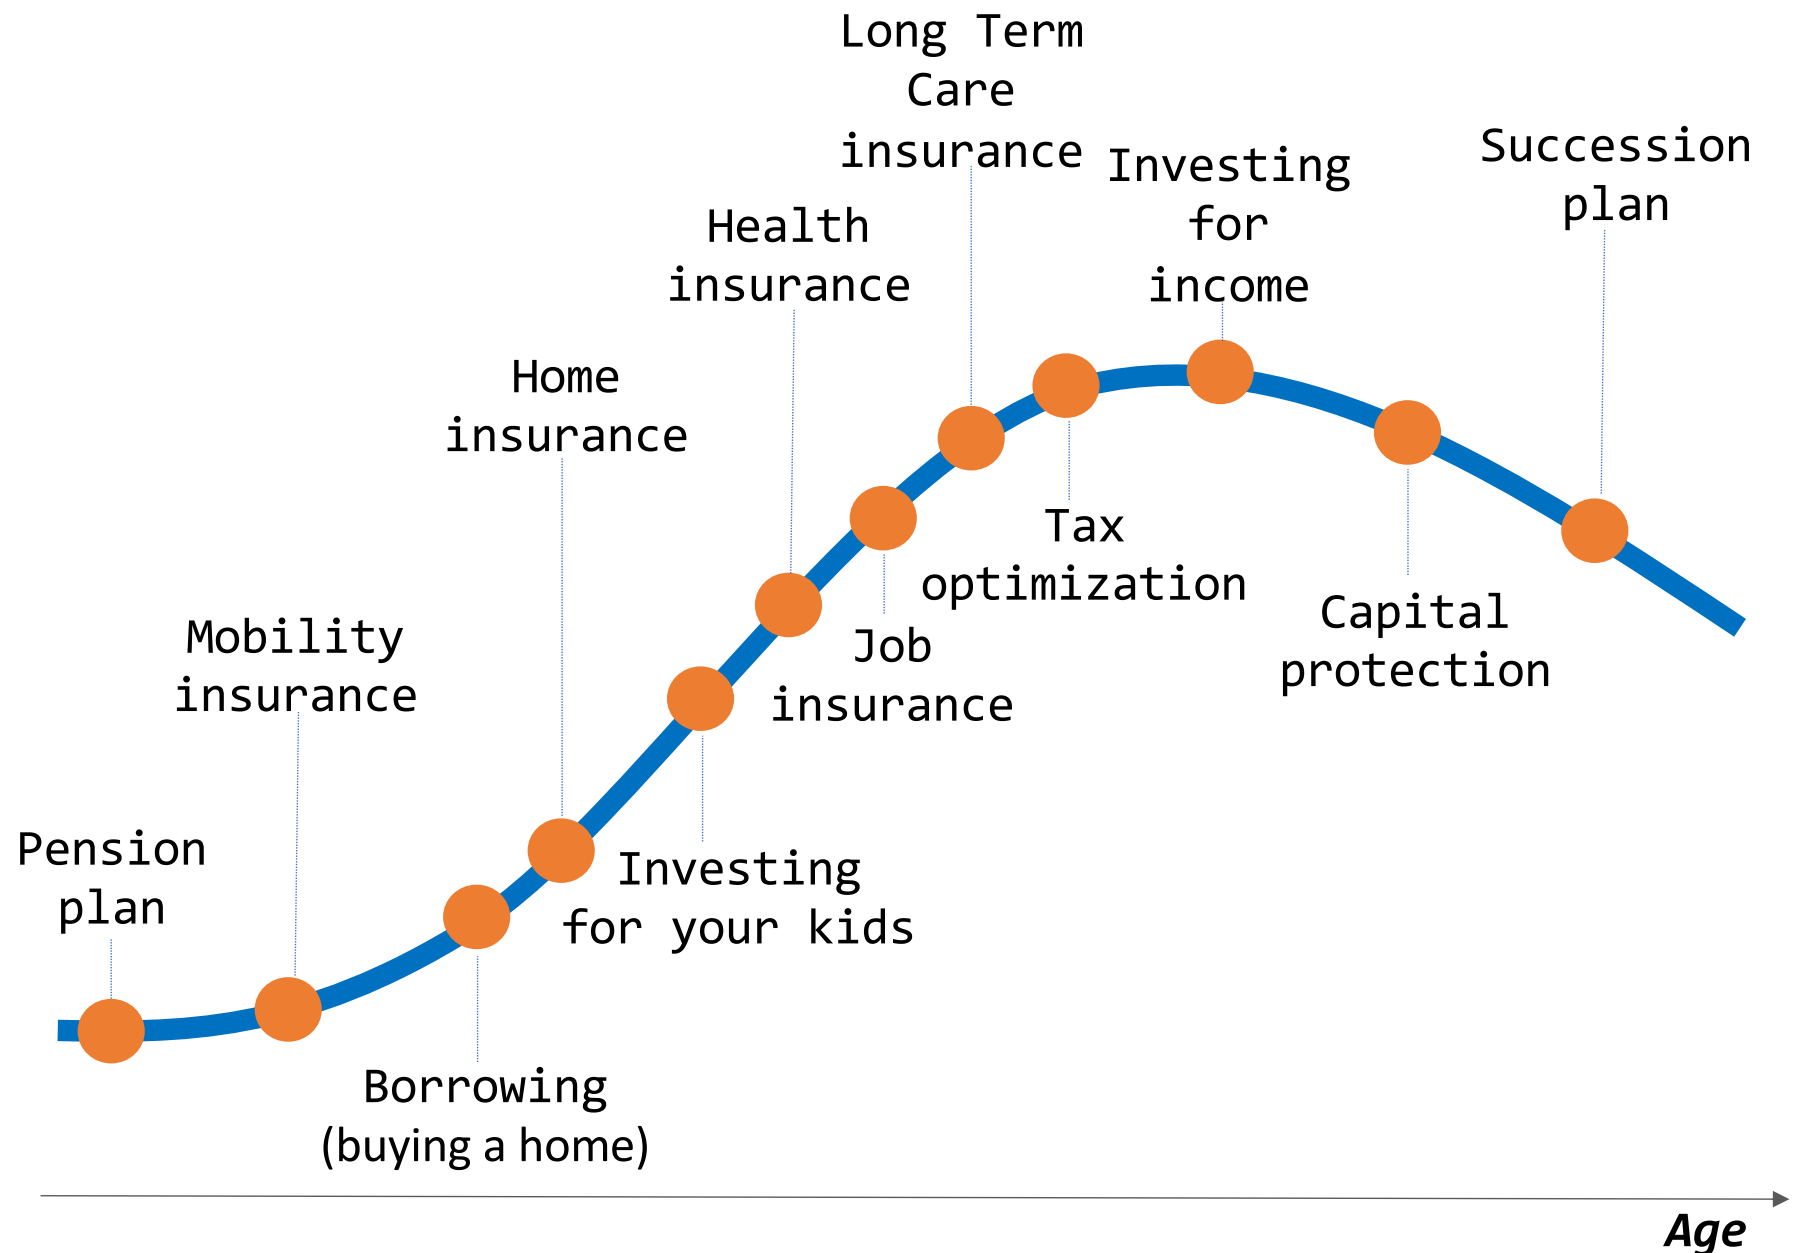 Long Term
Care
insurance
Investing
for
income
Succession
plan
Health
insurance
Home
insurance
Tax
optimization
Capital
protection
Mobility
insurance
Job
insurance
Pension
plan
Investing
for your kids
Borrowing
(buying a home)
Age